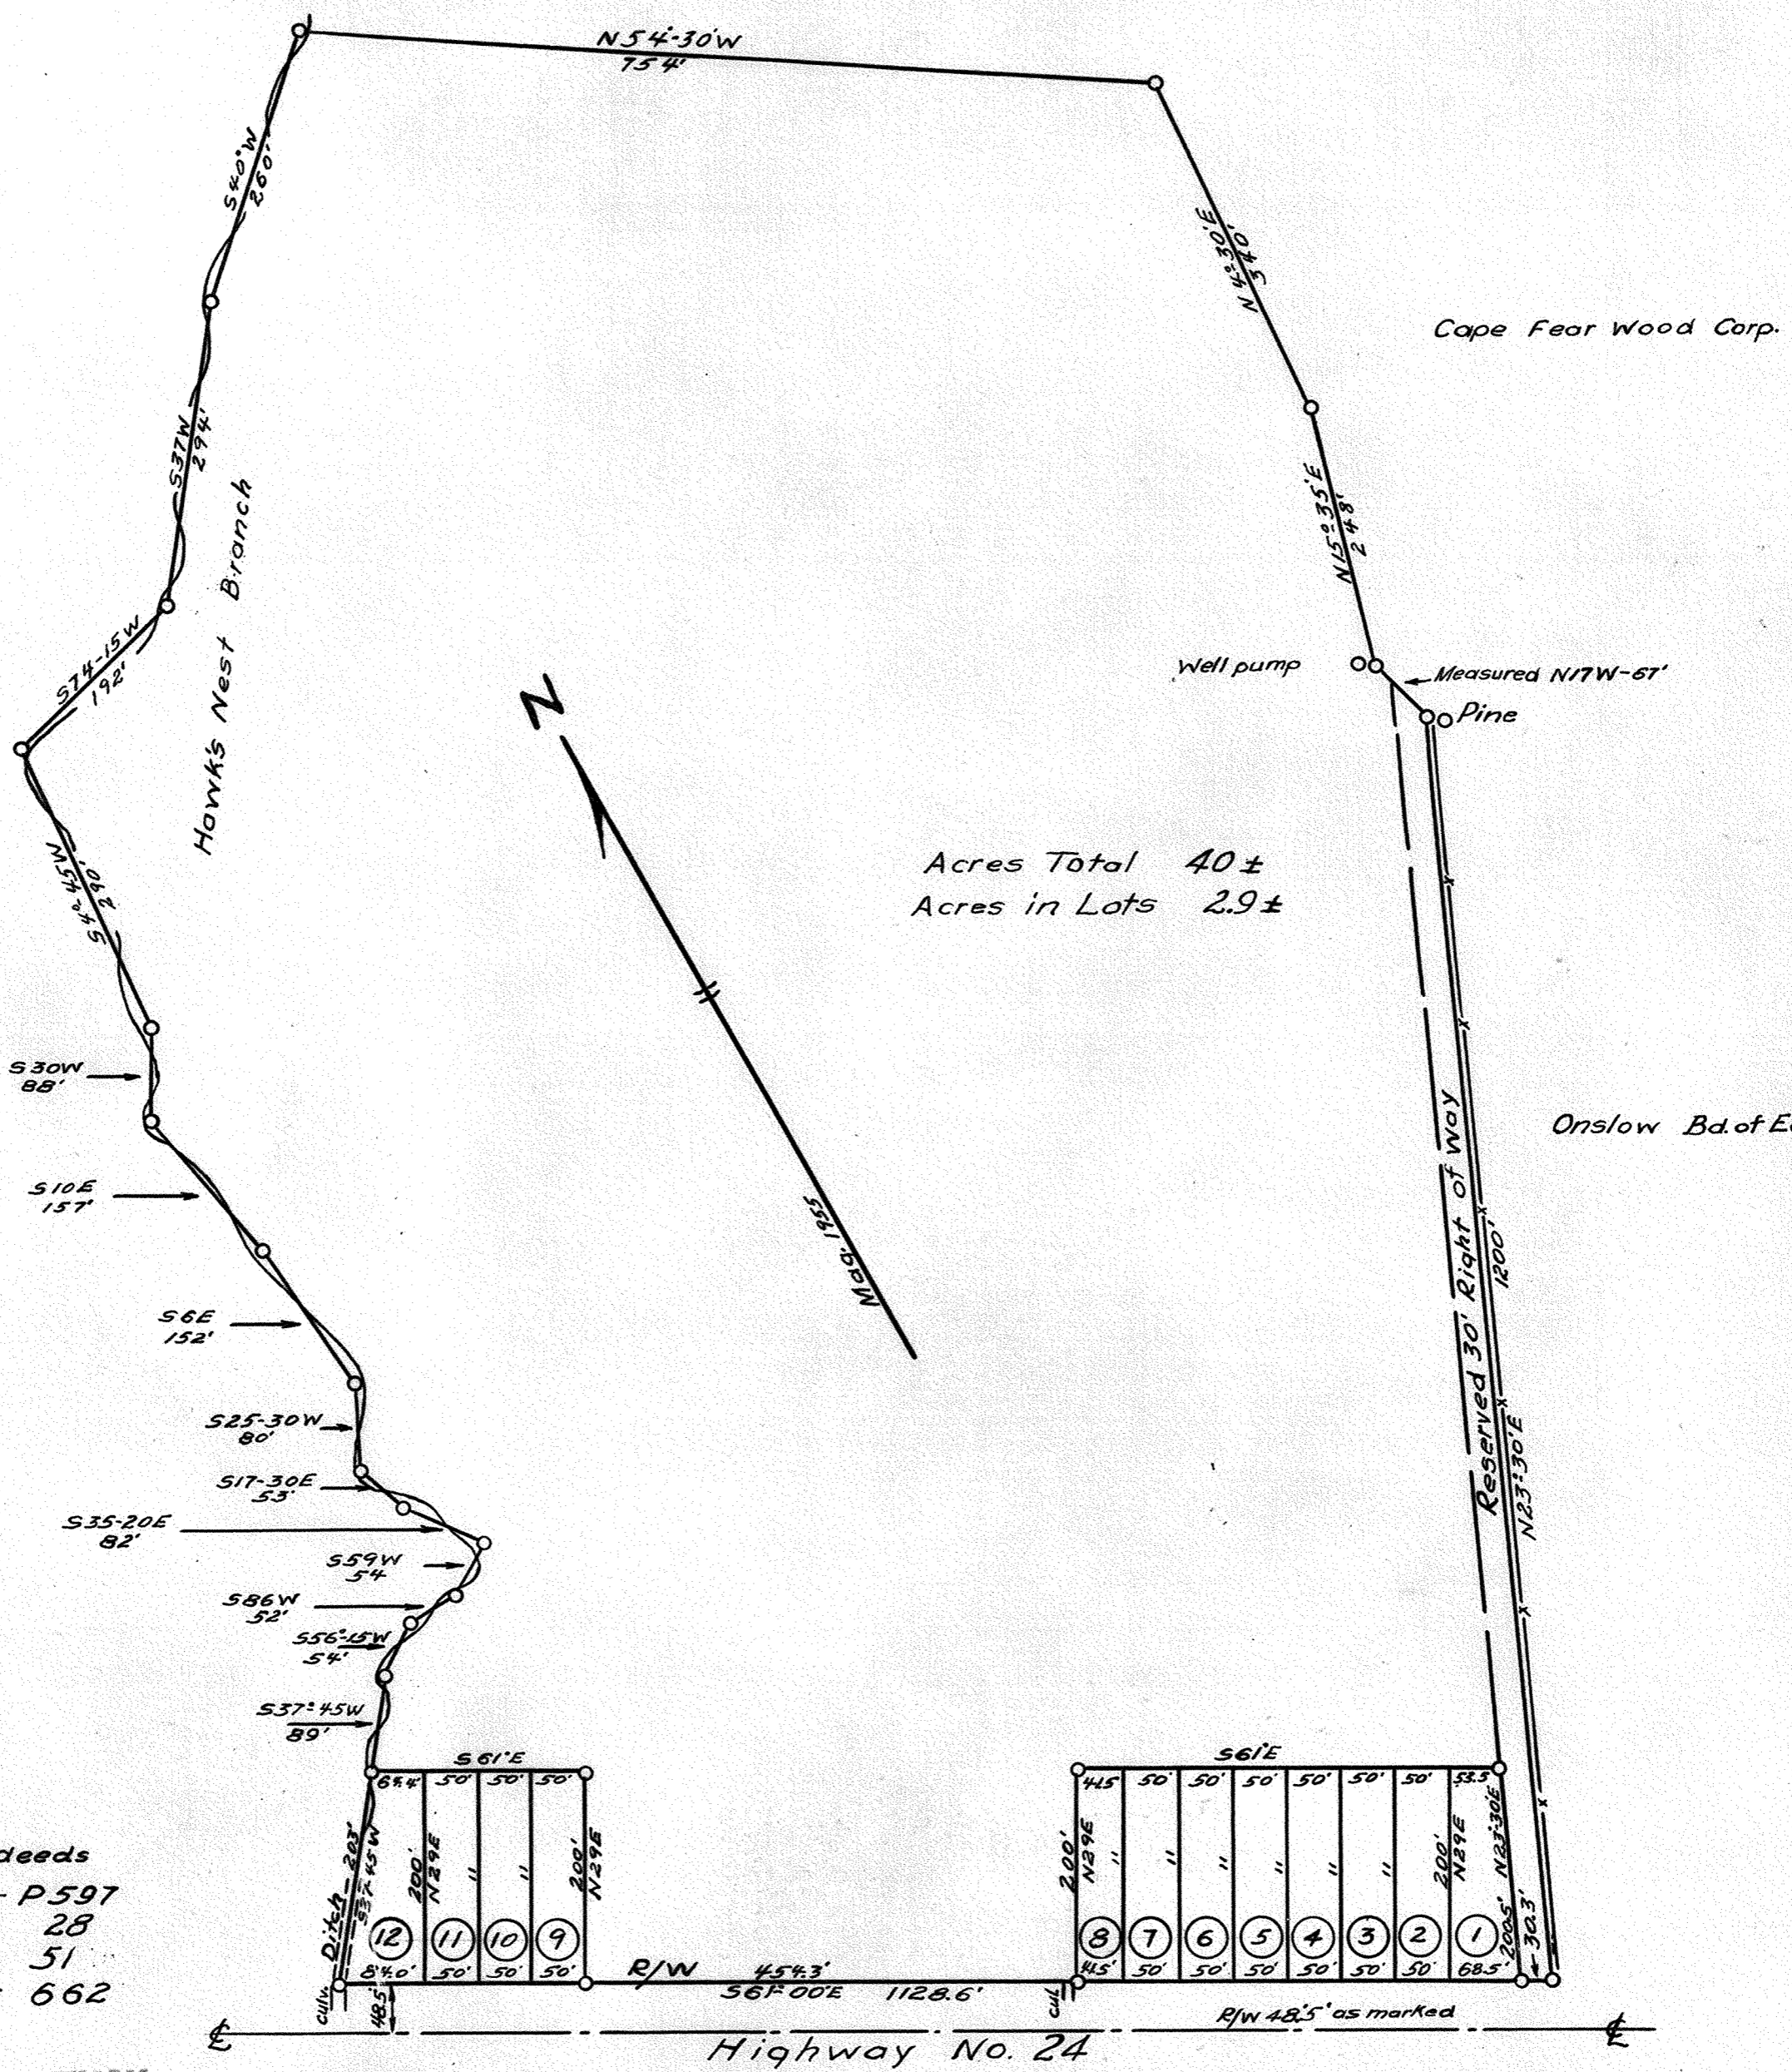 N 54°-30'W
754'
S40°W
260'
N 4°-30'E
340'
Cape Fear Wood Corp.
S37W
294'
N15°35'E
248'
Hawk's Nest Branch
S74-15W
192'
Well pump
Measured N17W-67'
Pine
N
S4°-45W
290'
Acres Total 40±
Acres in Lots 2.9±
S30W
88'
Onslow Bd. of
Reserved 30' Right of Way
1200'
N23°-30'E
S10E
157'
Mag. 1955
S6E
152'
S25-30W
80'
S17-30E
53'
S35-20E
82'
S59W
54
S86W
52'
S56°-15W
54'
S37°-45W
89'
S61°E
50' 50' 50'
S61°E
41.5 50' 50' 50' 50' 50' 50' 53.5'
Ditch - 203'
S37°-45W
200'
N29E
" "
200'
N29E
200'
N29E
" " " " " "
200'
N29E
N23°-30'E
200.5'
30.3'
deeds
P597
28
51
662
12 11 10 9
84.0' 50' 50' 50'
8 7 6 5 4 3 2 1
41.5' 50' 50' 50' 50' 50' 50' 68.5'
R/W 454.3'
S61°-00'E 1128.6'
culv.
48.5'
cul
R/W 48.5' as marked
℄ ℄
Highway No. 24